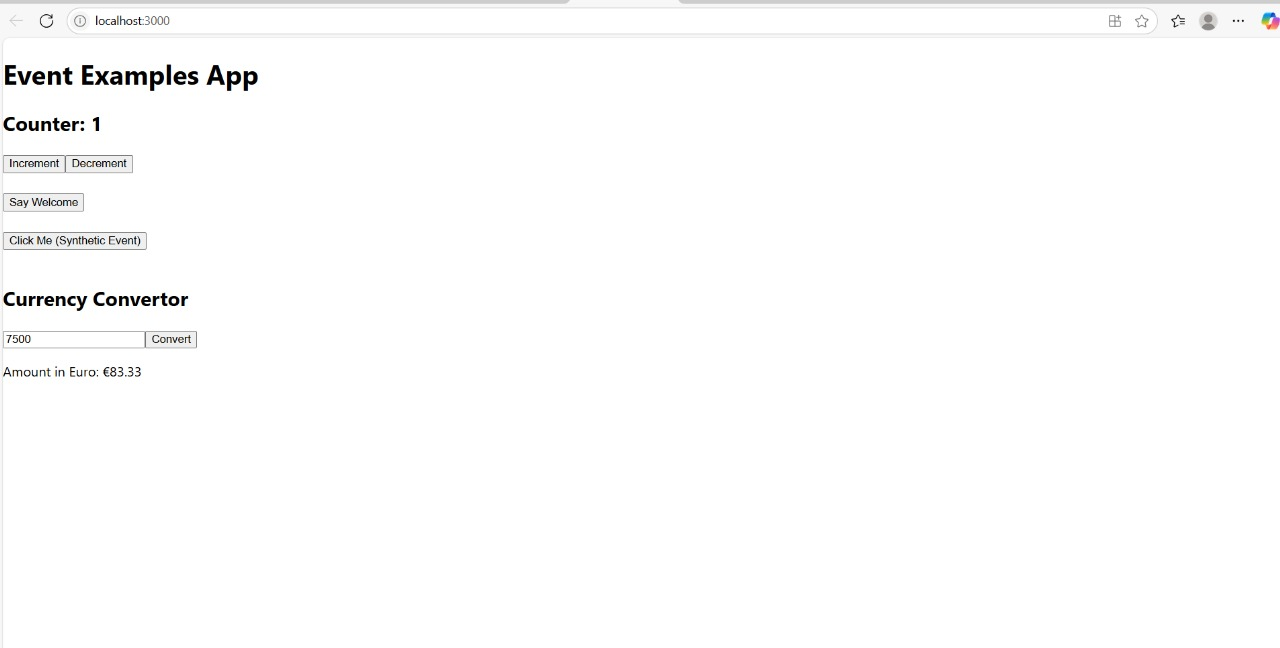 localhost:3000
Event Examples App
Counter: 1
Increment Decrement
Say Welcome
Click Me (Synthetic Event)
Currency Convertor
7500 Convert
Amount in Euro: €83.33